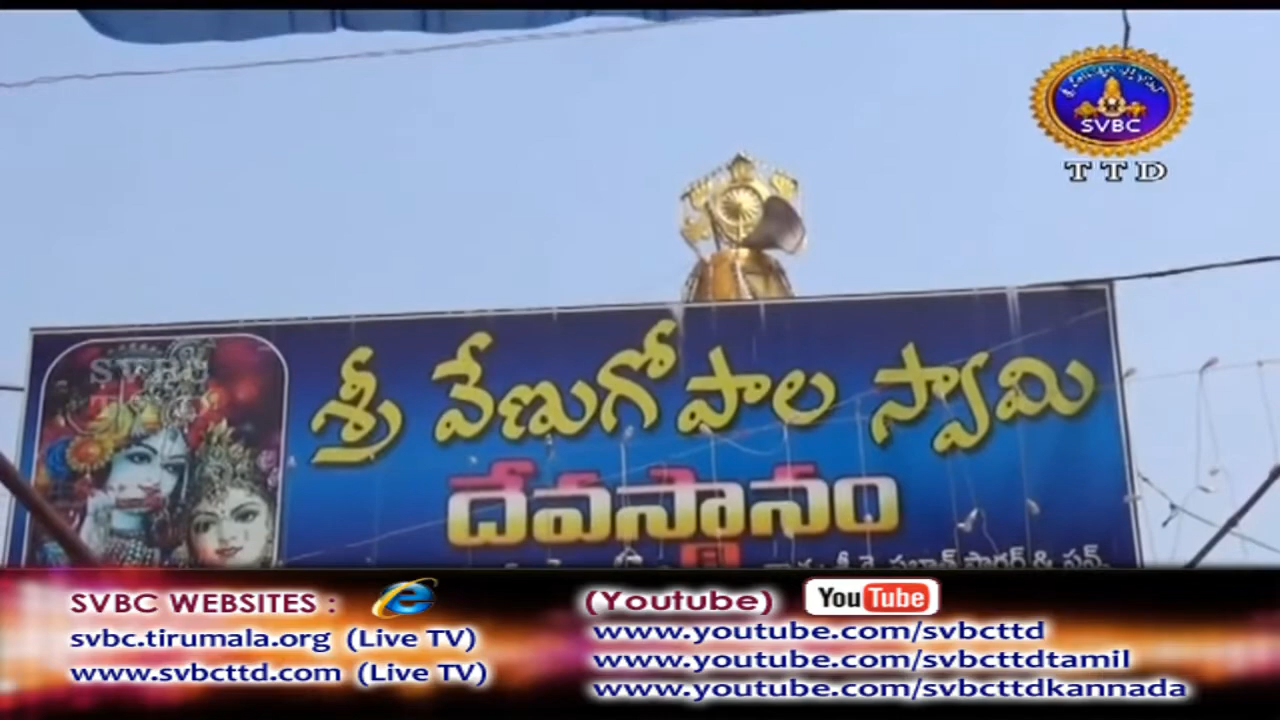 SVBC
TTD
శ్రీ వేణుగోపాల స్వామి
దేవస్థానం
SVBC WEBSITES :
svbc.tirumala.org (Live TV)
www.svbcttd.com (Live TV)
(Youtube) YouTube
www.youtube.com/svbcttd
www.youtube.com/svbcttdtamil
www.youtube.com/svbcttdkannada